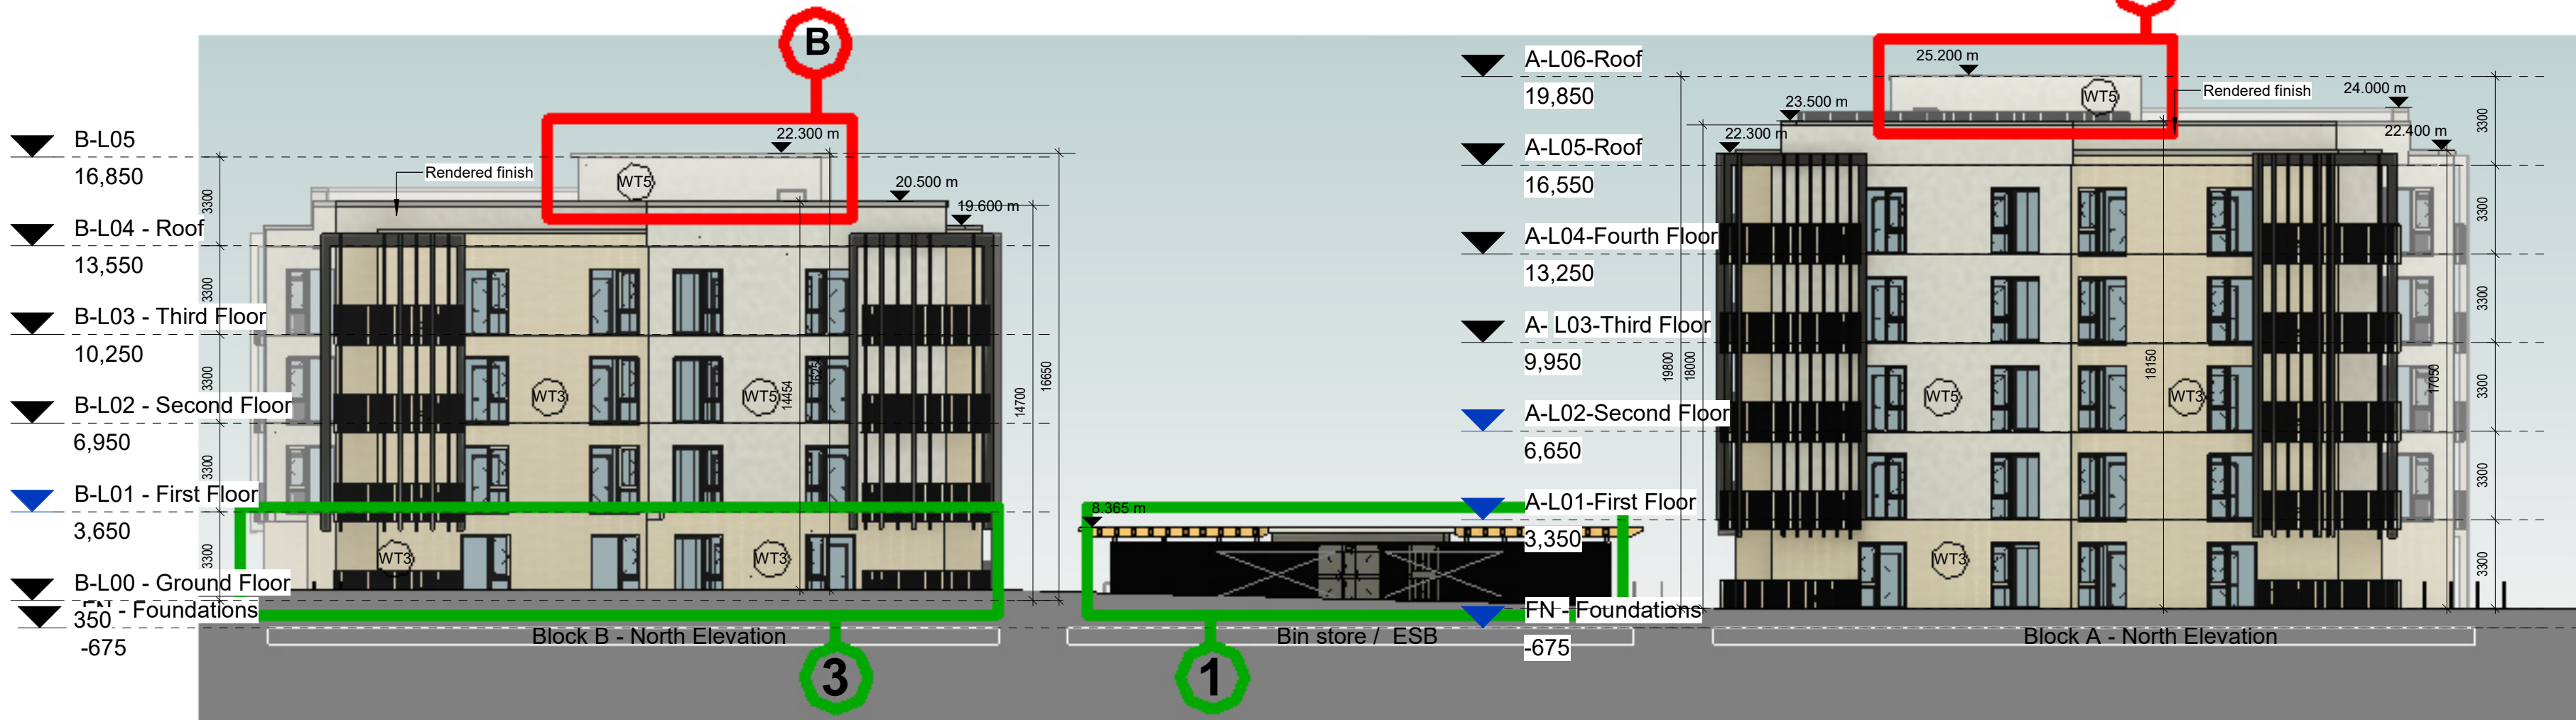 B
A-L06-Roof
19,850
25.200 m
WT5
Rendered finish
24.000 m
23.500 m
22.300 m
22.400 m
3300
B-L05
16,850
22.300 m
Rendered finish
WT5
20.500 m
19.600 m
3300
A-L05-Roof
16,550
3300
B-L04 - Roof
13,550
3300
A-L04-Fourth Floor
13,250
3300
B-L03 - Third Floor
10,250
3300
A- L03-Third Floor
9,950
19800
18000
18150
17050
3300
B-L02 - Second Floor
6,950
WT3
WT5
14454
14700
16650
3300
A-L02-Second Floor
6,650
WT5
WT3
3300
B-L01 - First Floor
3,650
WT3
WT3
3300
8.365 m
A-L01-First Floor
3,350
WT3
3300
B-L00 - Ground Floor
350
FN - Foundations
-675
FN - Foundations
-675
Block B - North Elevation
Bin store / ESB
Block A - North Elevation
3
1